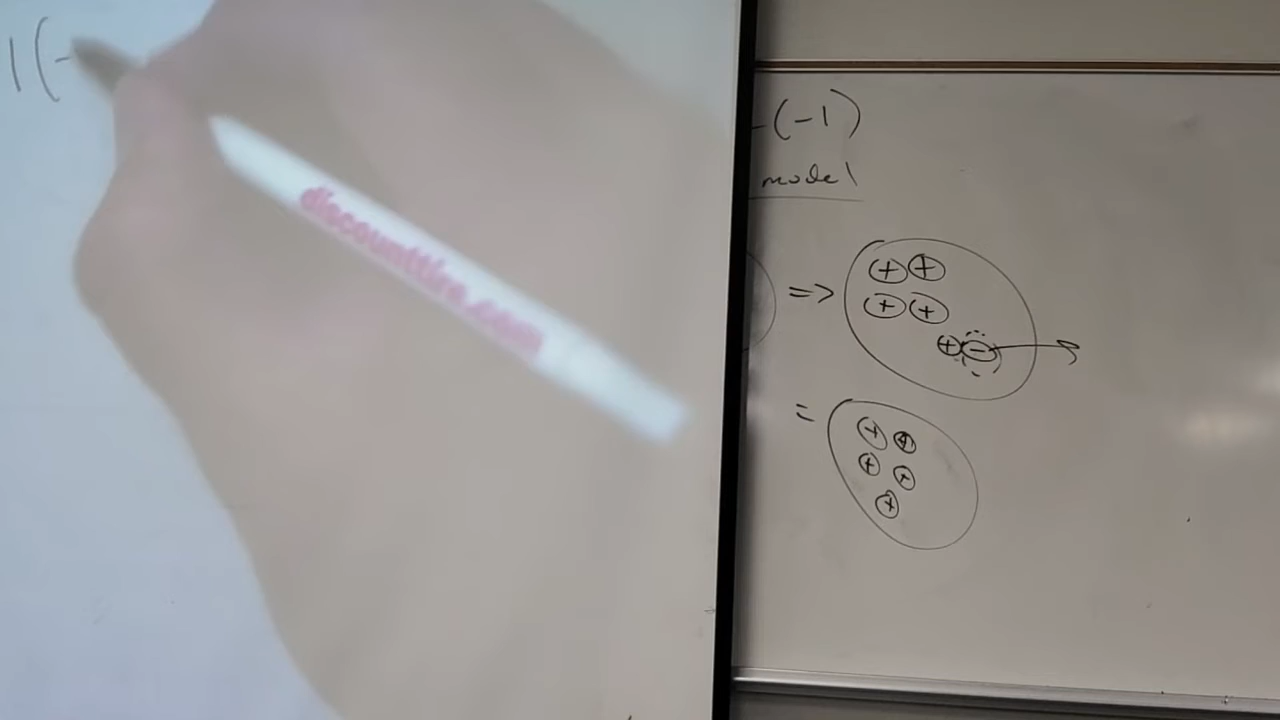 1(-
discounttire.com
-(-1)
model
=> + + + + + -
= + + + + +